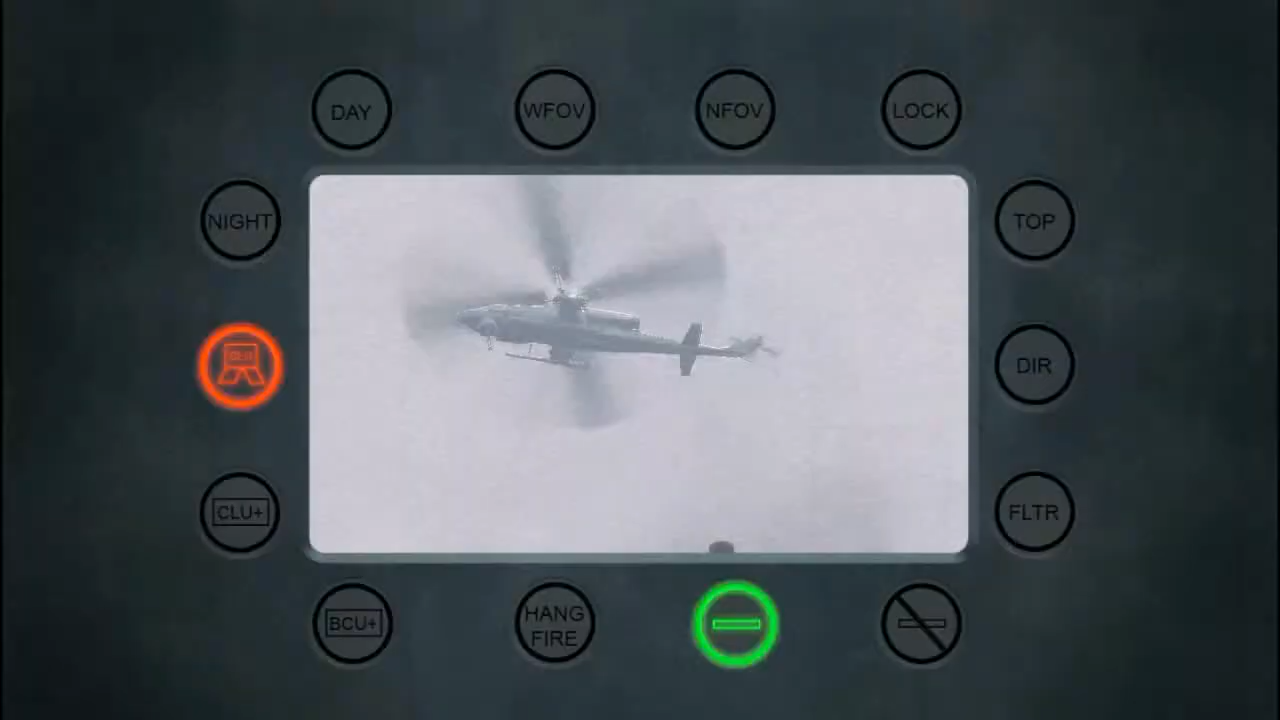 DAY
WFOV
NFOV
LOCK
NIGHT
TOP
DIR
CLU+
FLTR
BCU+
HANG
FIRE